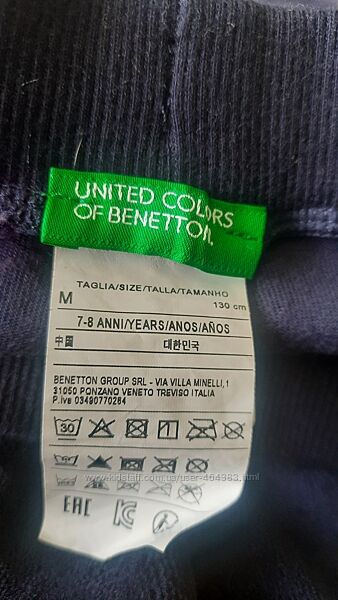 UNITED COLORS
OF BENETTON.
TAGLIA/SIZE/TALLA/TAMANHO
M 130 cm
7-8 ANNI/YEARS/ANOS/AÑOS
中國 대한민국
BENETTON GROUP SRL - VIA VILLA MINELLI, 1
31050 PONZANO VENETO TREVISO ITALIA
P.iva 03490770264
30
EAC